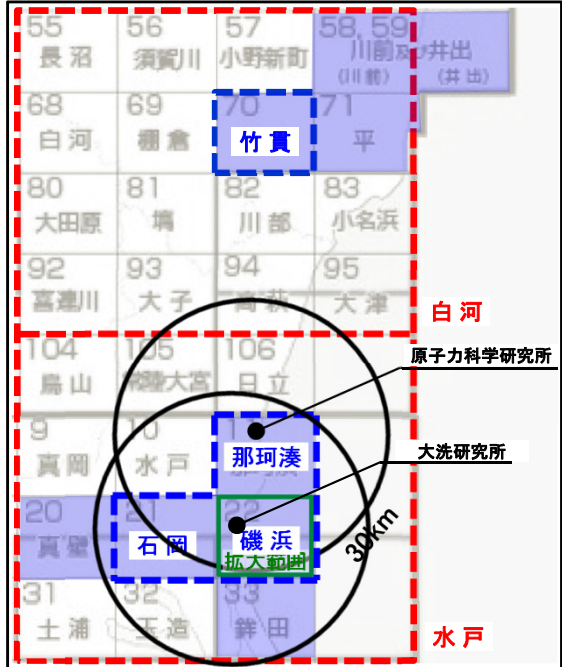 55 56 57 58, 59
長沼 須賀川 小野新町 川前及び井出
(川前) (井出)
68 69 70 71
白河 棚倉 竹貫 平
80 81 82 83
大田原 塙 川部 小名浜
92 93 94 95
喜連川 大子 高萩 大津
白河
104 105 106
原子力科学研究所
烏山 常陸大宮 日立
9 10
真岡 水戸 那珂湊
大洗研究所
20 21 22
真壁 石岡 磯浜
拡大範囲
30km
31 32 33
土浦 玉造 鉾田
水戸